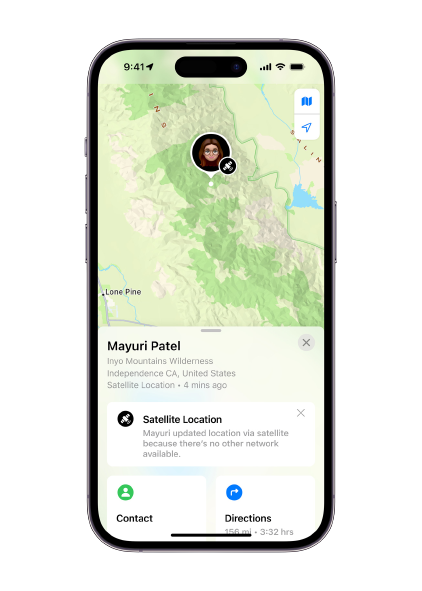 9:41
I N
S A L I N
Lone Pine
Mayuri Patel
Inyo Mountains Wilderness
Independence CA, United States
Satellite Location • 4 mins ago
Satellite Location
Mayuri updated location via satellite
because there's no other network
available.
Contact
Directions
156 mi • 3:32 hrs